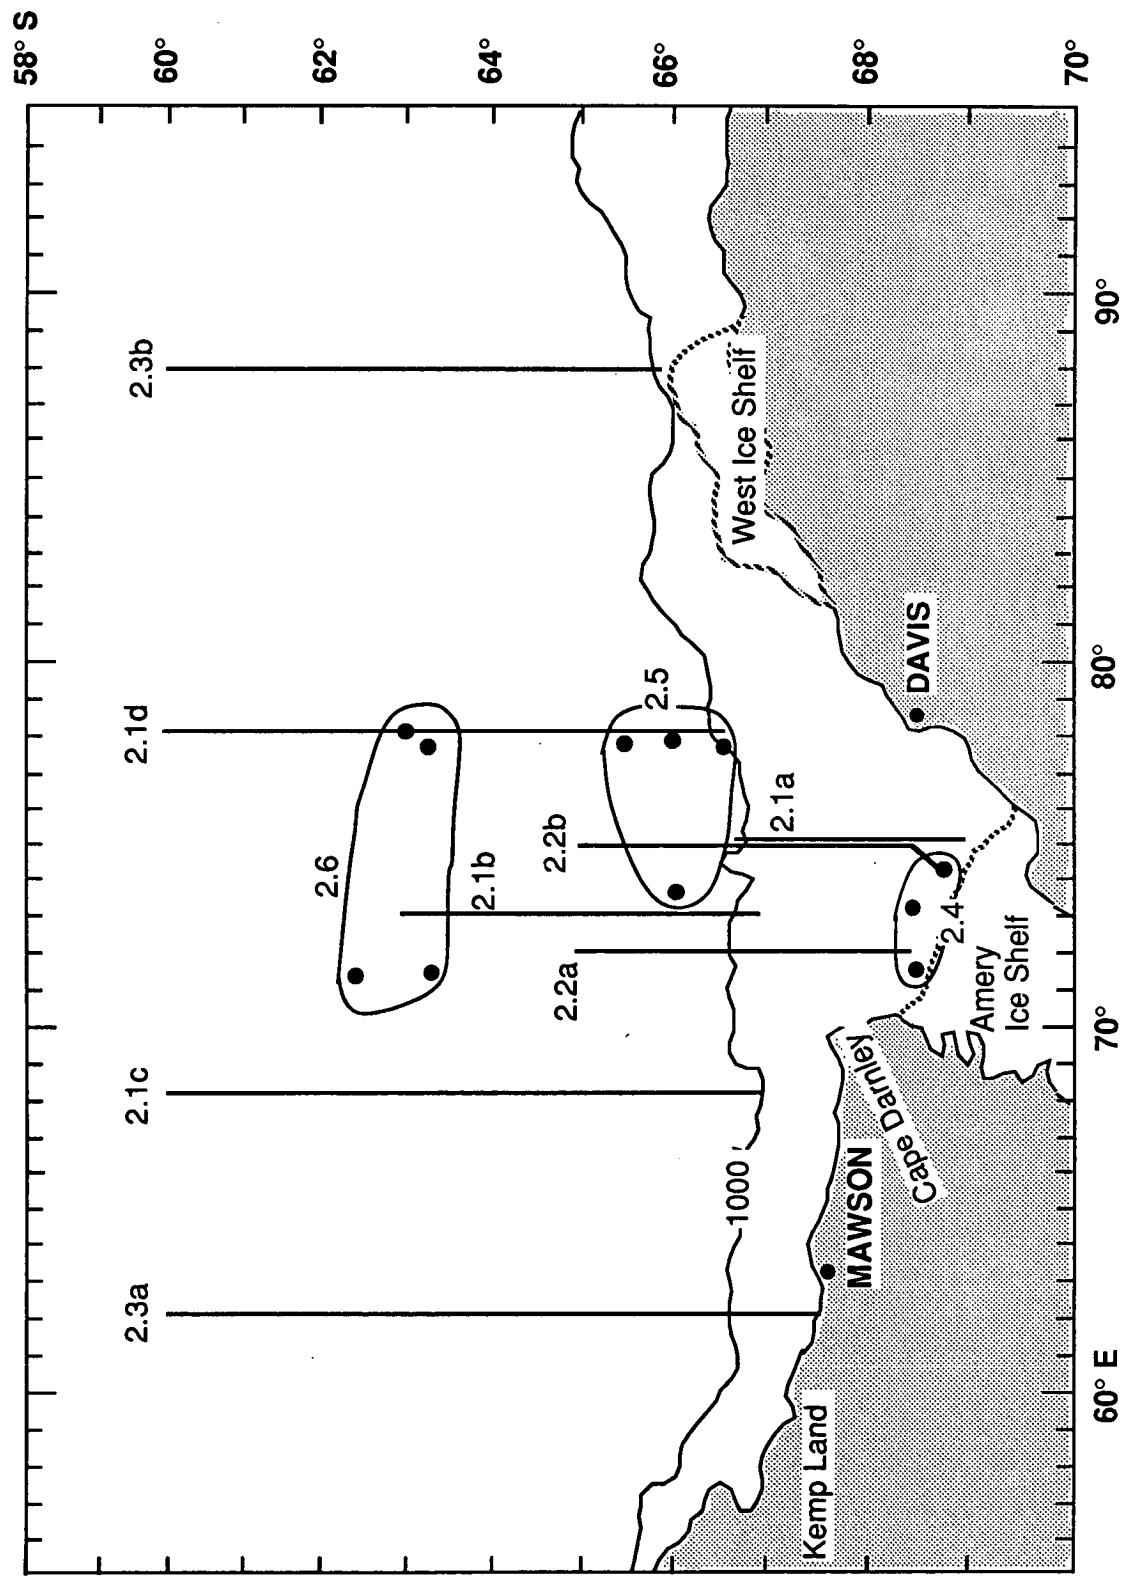 58° S
60°
62°
64°
66°
68°
70°
2.3b
2.1d
2.1c
2.3a
2.6
2.5
2.2b
2.1a
2.1b
2.2a
2.4
1000
West Ice Shelf
DAVIS
Amery
Ice Shelf
Cape Darnley
MAWSON
Kemp Land
60° E
70°
80°
90°